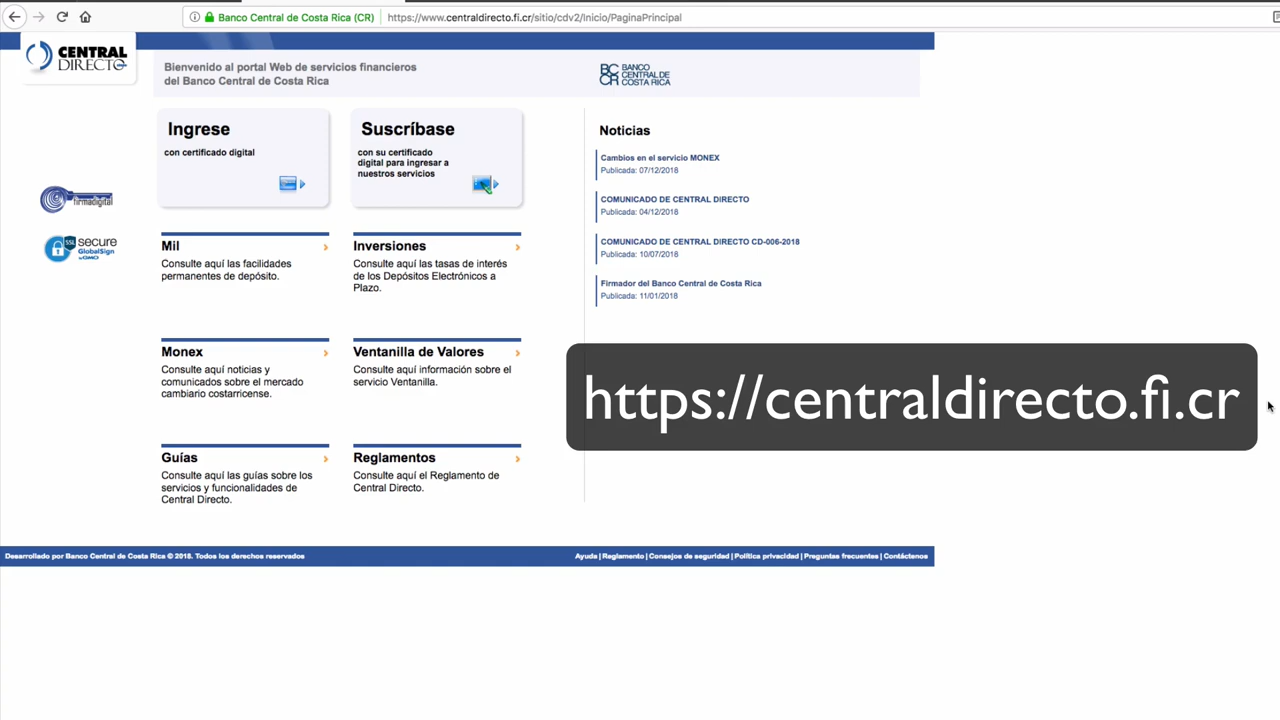 Banco Central de Costa Rica (CR)
https://www.centraldirecto.fi.cr/sitio/cdv2/Inicio/PaginaPrincipal
CENTRAL
DIRECTO
Bienvenido al portal Web de servicios financieros
del Banco Central de Costa Rica
BC
CR
BANCO
CENTRAL DE
COSTA RICA
Ingrese
con certificado digital
Suscríbase
con su certificado
digital para ingresar a
nuestros servicios
firmadigital
SSL
secure
GlobalSign
by GMO
Mil
Consulte aquí las facilidades
permanentes de depósito.
Inversiones
Consulte aquí las tasas de interés
de los Depósitos Electrónicos a
Plazo.
Monex
Consulte aquí noticias y
comunicados sobre el mercado
cambiario costarricense.
Ventanilla de Valores
Consulte aquí información sobre el
servicio Ventanilla.
Guías
Consulte aquí las guías sobre los
servicios y funcionalidades de
Central Directo.
Reglamentos
Consulte aquí el Reglamento de
Central Directo.
Noticias
Cambios en el servicio MONEX
Publicada: 07/12/2018
COMUNICADO DE CENTRAL DIRECTO
Publicada: 04/12/2018
COMUNICADO DE CENTRAL DIRECTO CD-006-2018
Publicada: 10/07/2018
Firmador del Banco Central de Costa Rica
Publicada: 11/01/2018
https://centraldirecto.fi.cr
Desarrollado por Banco Central de Costa Rica © 2018. Todos los derechos reservados
Ayuda | Reglamento | Consejos de seguridad | Política privacidad | Preguntas frecuentes | Contáctenos